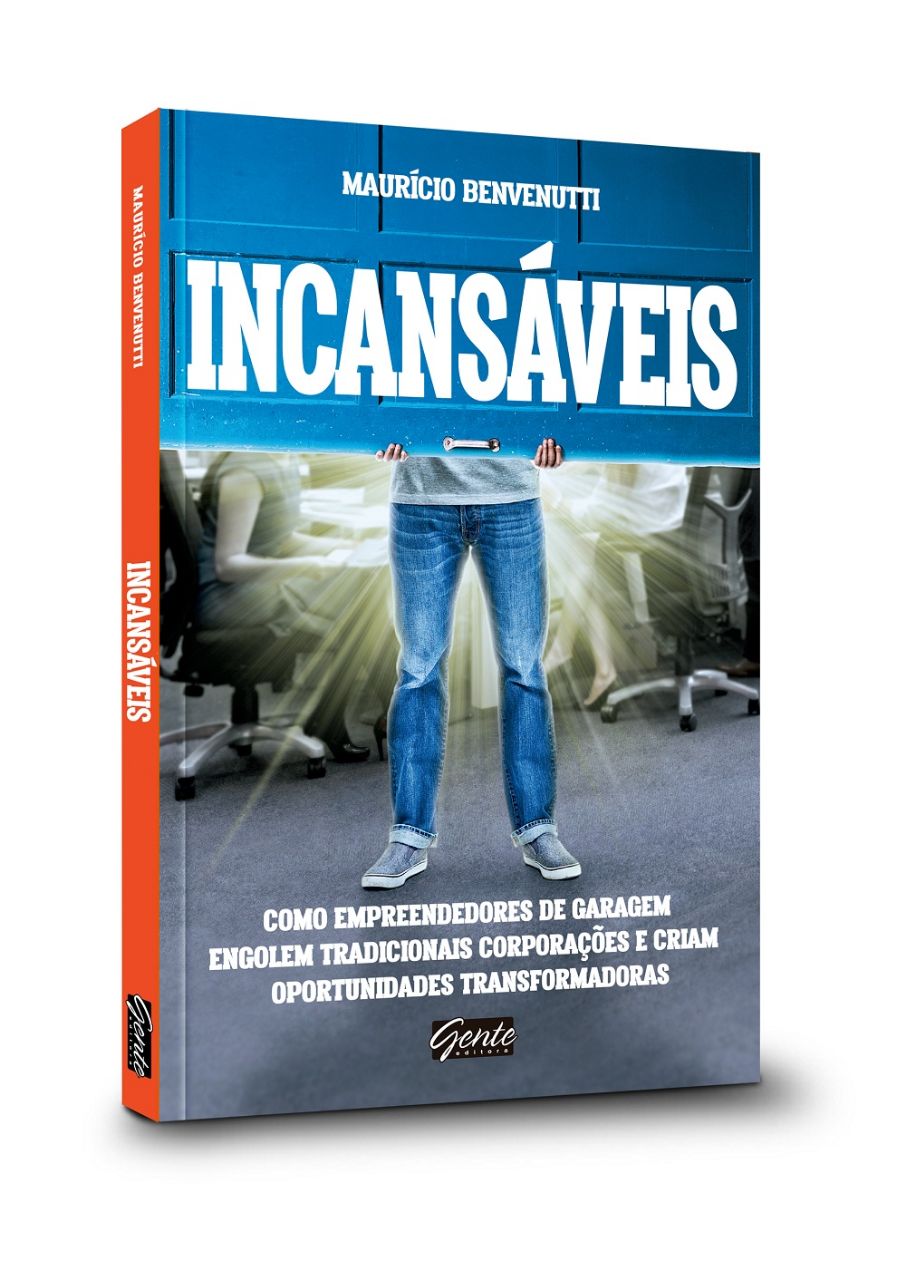 MAURÍCIO BENVENUTTI
INCANSÁVEIS
COMO EMPREENDEDORES DE GARAGEM
ENGOLEM TRADICIONAIS CORPORAÇÕES E CRIAM
OPORTUNIDADES TRANSFORMADORAS
Gente
editora
MAURÍCIO BENVENUTTI
INCANSÁVEIS
Gente
editora